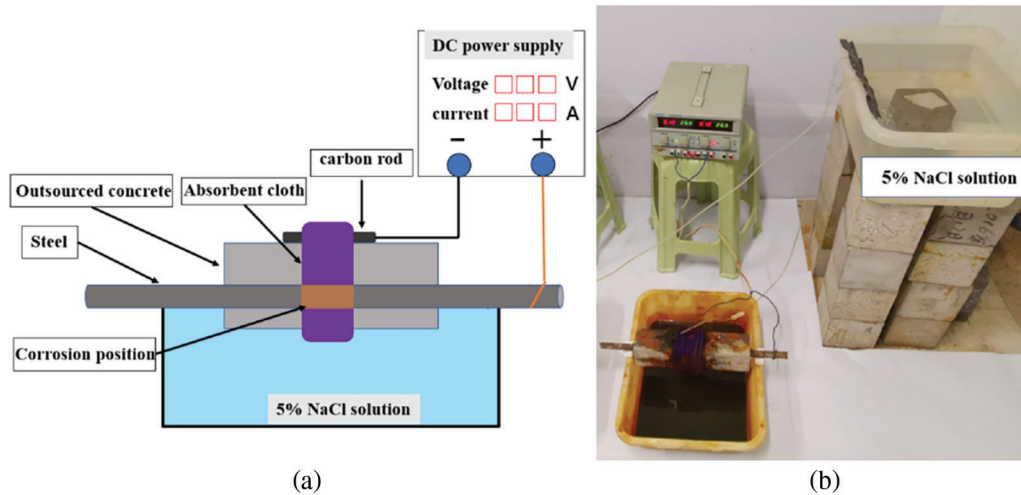 DC power supply
Voltage V
current A
- +
carbon rod
Outsourced concrete
Absorbent cloth
Steel
Corrosion position
5% NaCl solution
5% NaCl solution
(a)
(b)